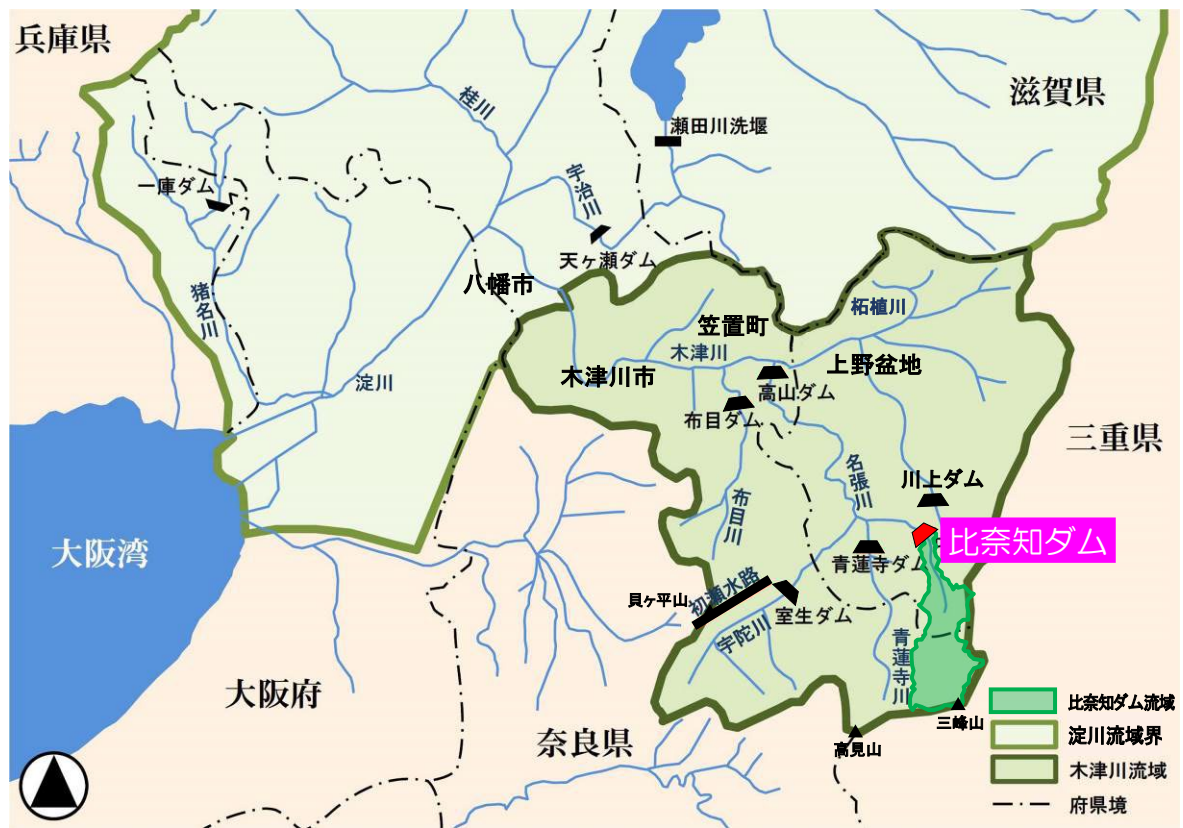 兵庫県
滋賀県
桂川
瀬田川洗堰
一庫ダム
宇治川
天ヶ瀬ダム
八幡市
猪名川
柘植川
笠置町
木津川
上野盆地
淀川
木津川市
高山ダム
布目ダム
三重県
名張川
川上ダム
布目川
比奈知ダム
大阪湾
青蓮寺ダム
初瀬水路
貝ヶ平山
室生ダム
宇陀川
青蓮寺川
大阪府
奈良県
三峰山
高見山
比奈知ダム流域
淀川流域界
木津川流域
府県境